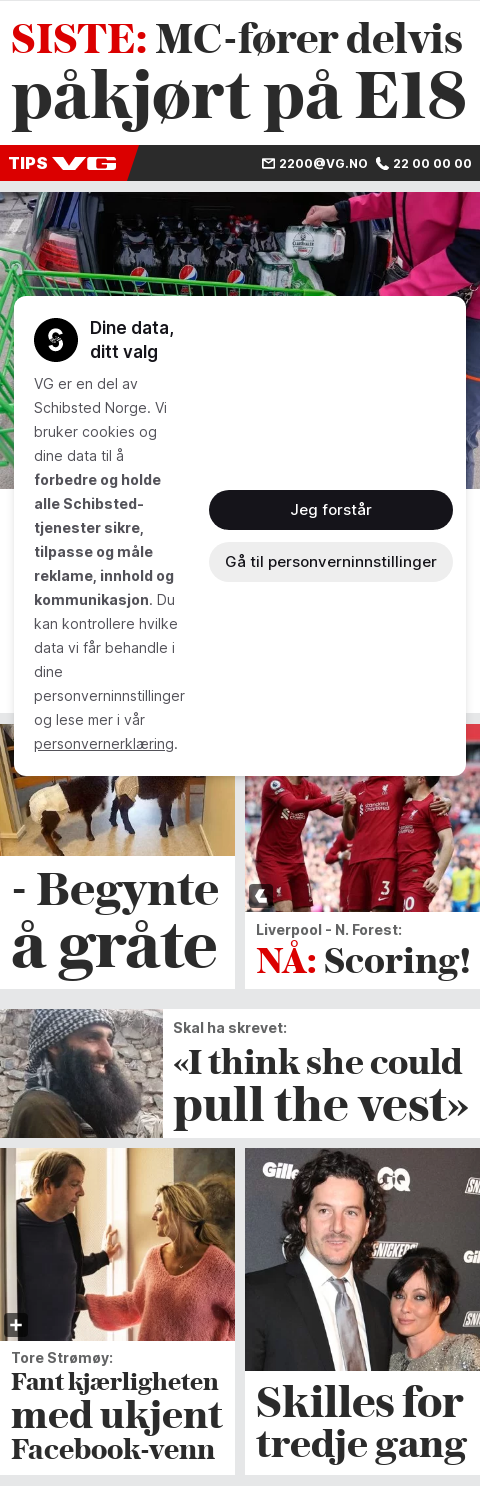 SISTE: MC-fører delvis
påkjørt på E18
TIPS VG
2200@VG.NO 22 00 00 00
Dine data,
ditt valg
VG er en del av
Schibsted Norge. Vi
bruker cookies og
dine data til å
forbedre og holde
alle Schibsted-
tjenester sikre,
tilpasse og måle
reklame, innhold og
kommunikasjon. Du
kan kontrollere hvilke
data vi får behandle i
dine
personverninnstillinger
og lese mer i vår
personvernerklæring.
Jeg forstår
Gå til personverninnstillinger
- Begynte
å gråte
3
Liverpool - N. Forest:
NÅ: Scoring!
Skal ha skrevet:
«I think she could
pull the vest»
Tore Strømøy:
Fant kjærligheten
med ukjent
Facebook-venn
Gille
GQ
SNICKERS
Skilles for
tredje gang